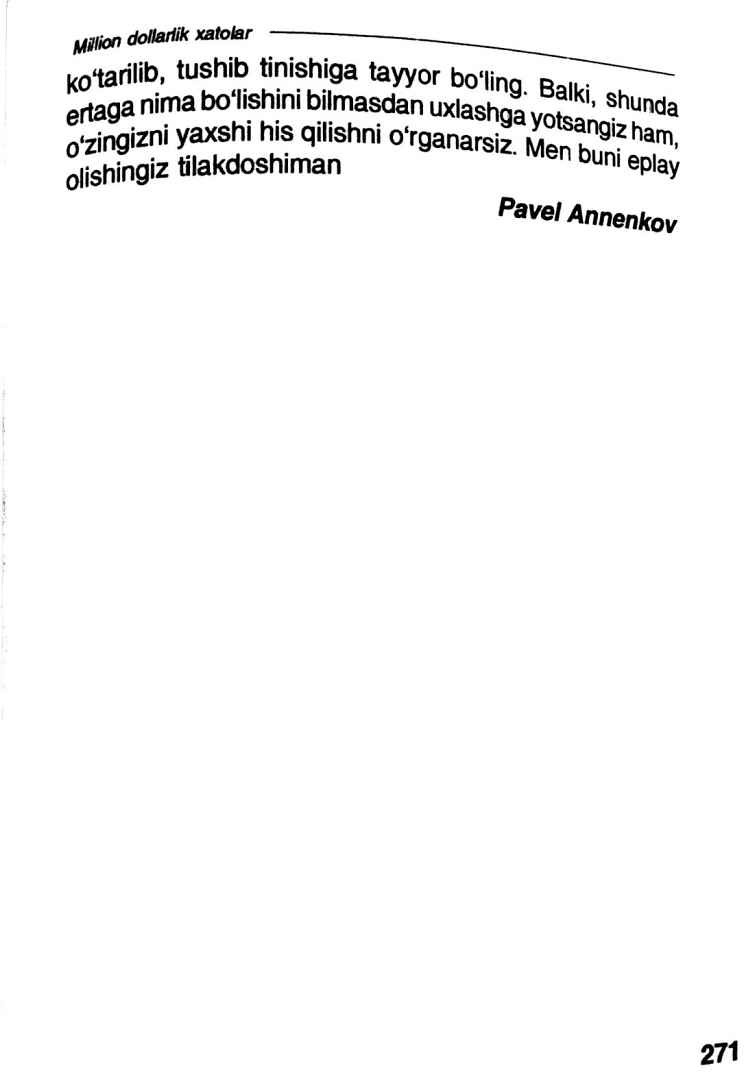 Million dollarlik xatolar
ko‘tarilib, tushib tinishiga tayyor bo‘ling. Balki, shunda
ertaga nima bo‘lishini bilmasdan uxlashga yotsangiz ham,
o‘zingizni yaxshi his qilishni o‘rganarsiz. Men buni eplay
olishingiz tilakdoshiman
Pavel Annenkov
271